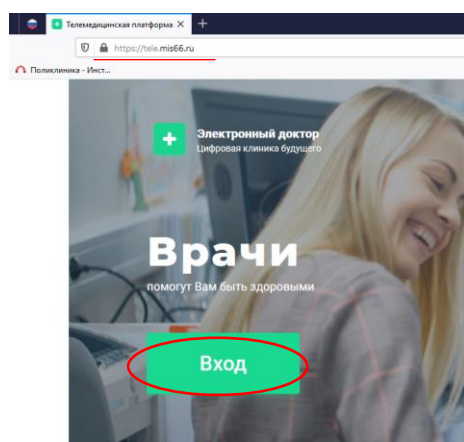 Телемедицинская платформа
https://tele.mis66.ru
Поликлиника - Инст...
Электронный доктор
Цифровая клиника будущего
Врачи
помогут Вам быть здоровыми
Вход